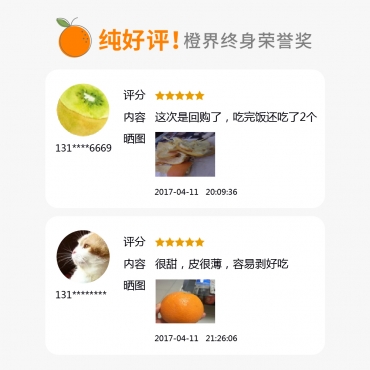 纯好评！橙界终身荣誉奖
评分 ★★★★★
内容 这次是回购了，吃完饭还吃了2个
晒图
131****6669
2017-04-11 20:09:36
评分 ★★★★★
内容 很甜，皮很薄，容易剥好吃
晒图
131********
2017-04-11 21:26:06